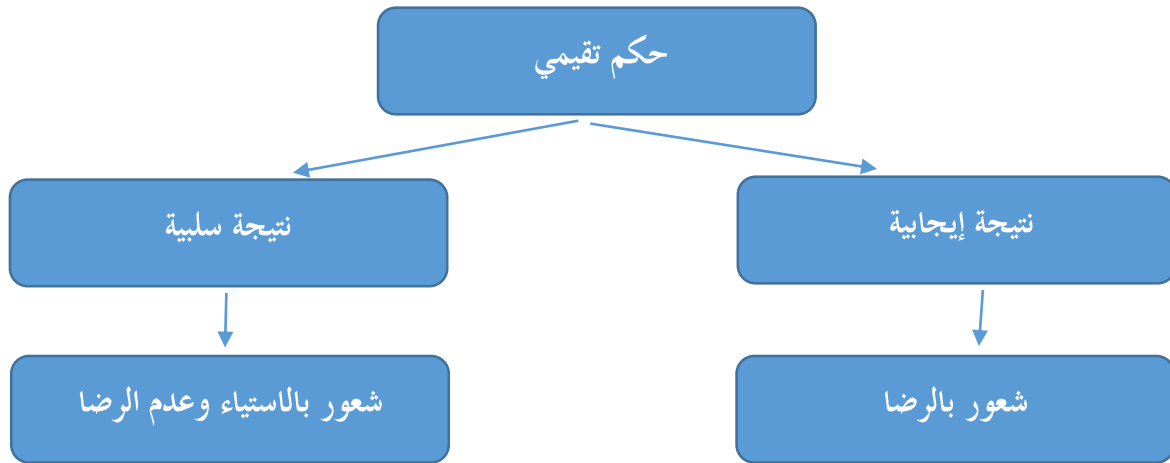 حكم تقيمي
نتيجة إيجابية
نتيجة سلبية
شعور بالرضا
شعور بالاستياء وعدم الرضا